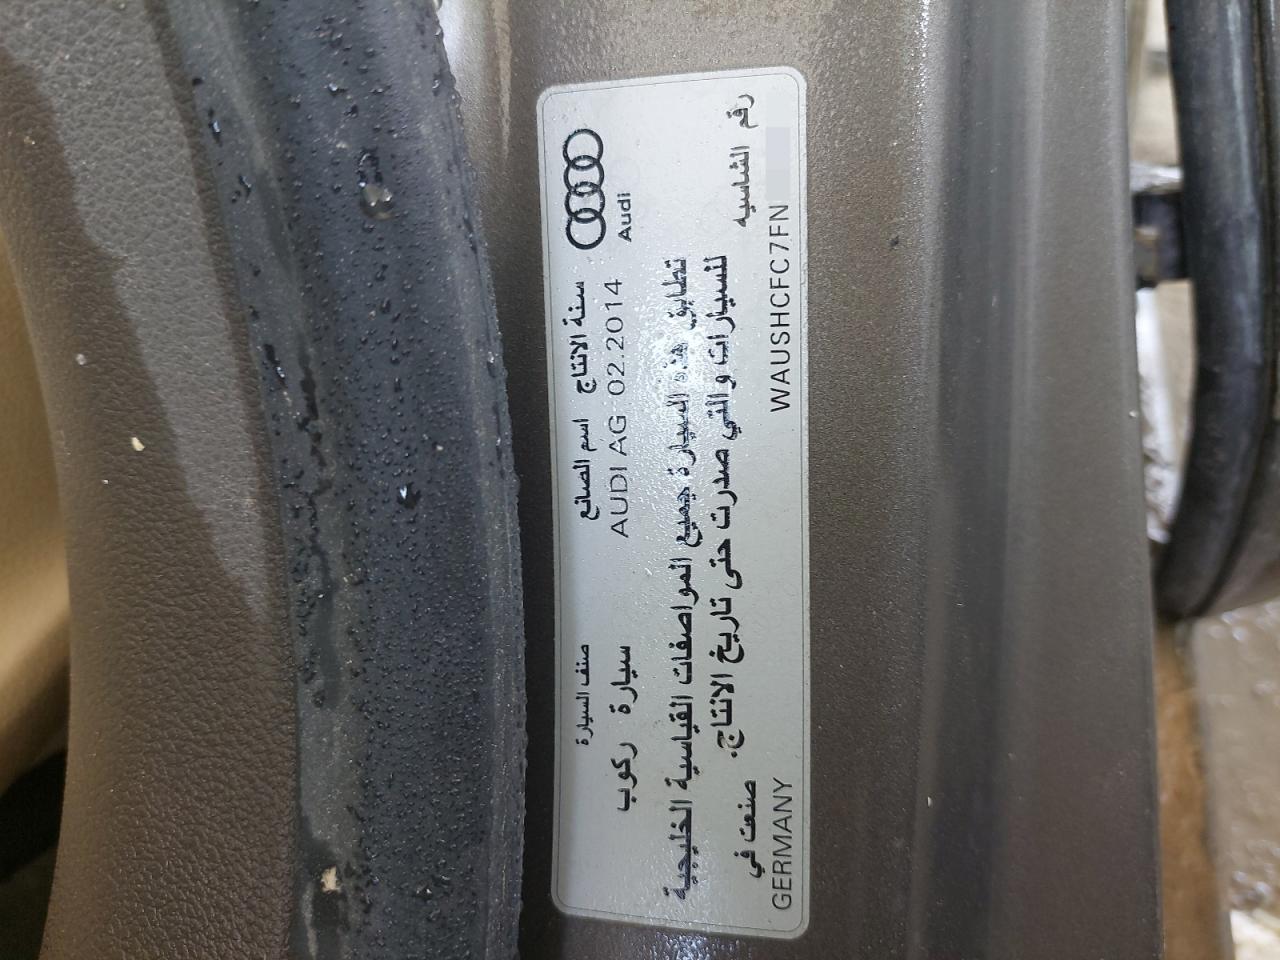 Audi
سنة الانتاج اسم الصانع صنف السيارة
AUDI AG 02.2014 سيارة ركوب
تطابق هذه السيارة جميع المواصفات القياسية الخليجية
للسيارات والتي صدرت حتى تاريخ الانتاج.
رقم الشاسيه صنعت في
GERMANY WAUSHCFC7FN